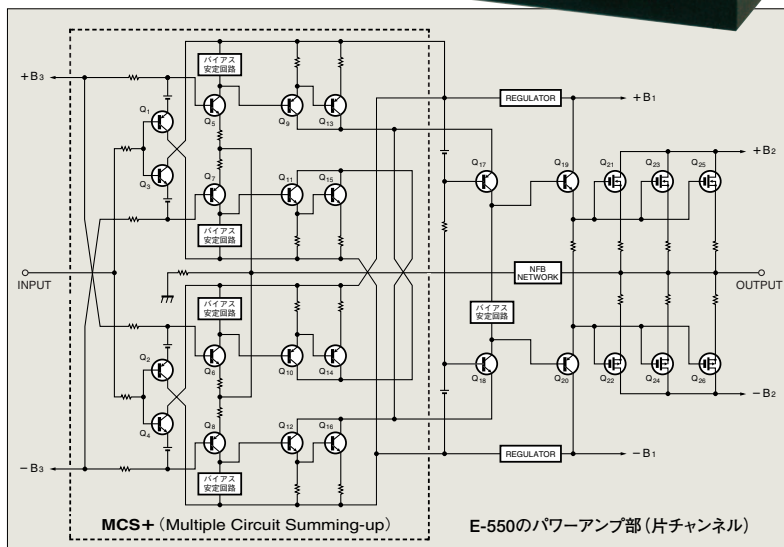 バイアス
安定回路
+B3
Q1
Q5
Q9
Q13
REGULATOR
+B1
Q3
Q7
Q11
Q15
Q17
Q19
Q21
Q23
Q25
+B2
バイアス
安定回路
INPUT
NFB
NETWORK
OUTPUT
バイアス
安定回路
バイアス
安定回路
Q2
Q6
Q10
Q14
Q18
Q20
Q22
Q24
Q26
−B2
Q4
Q8
Q12
Q16
−B3
REGULATOR
−B1
バイアス
安定回路
MCS+(Multiple Circuit Summing-up)
E-550のパワーアンプ部(片チャンネル)